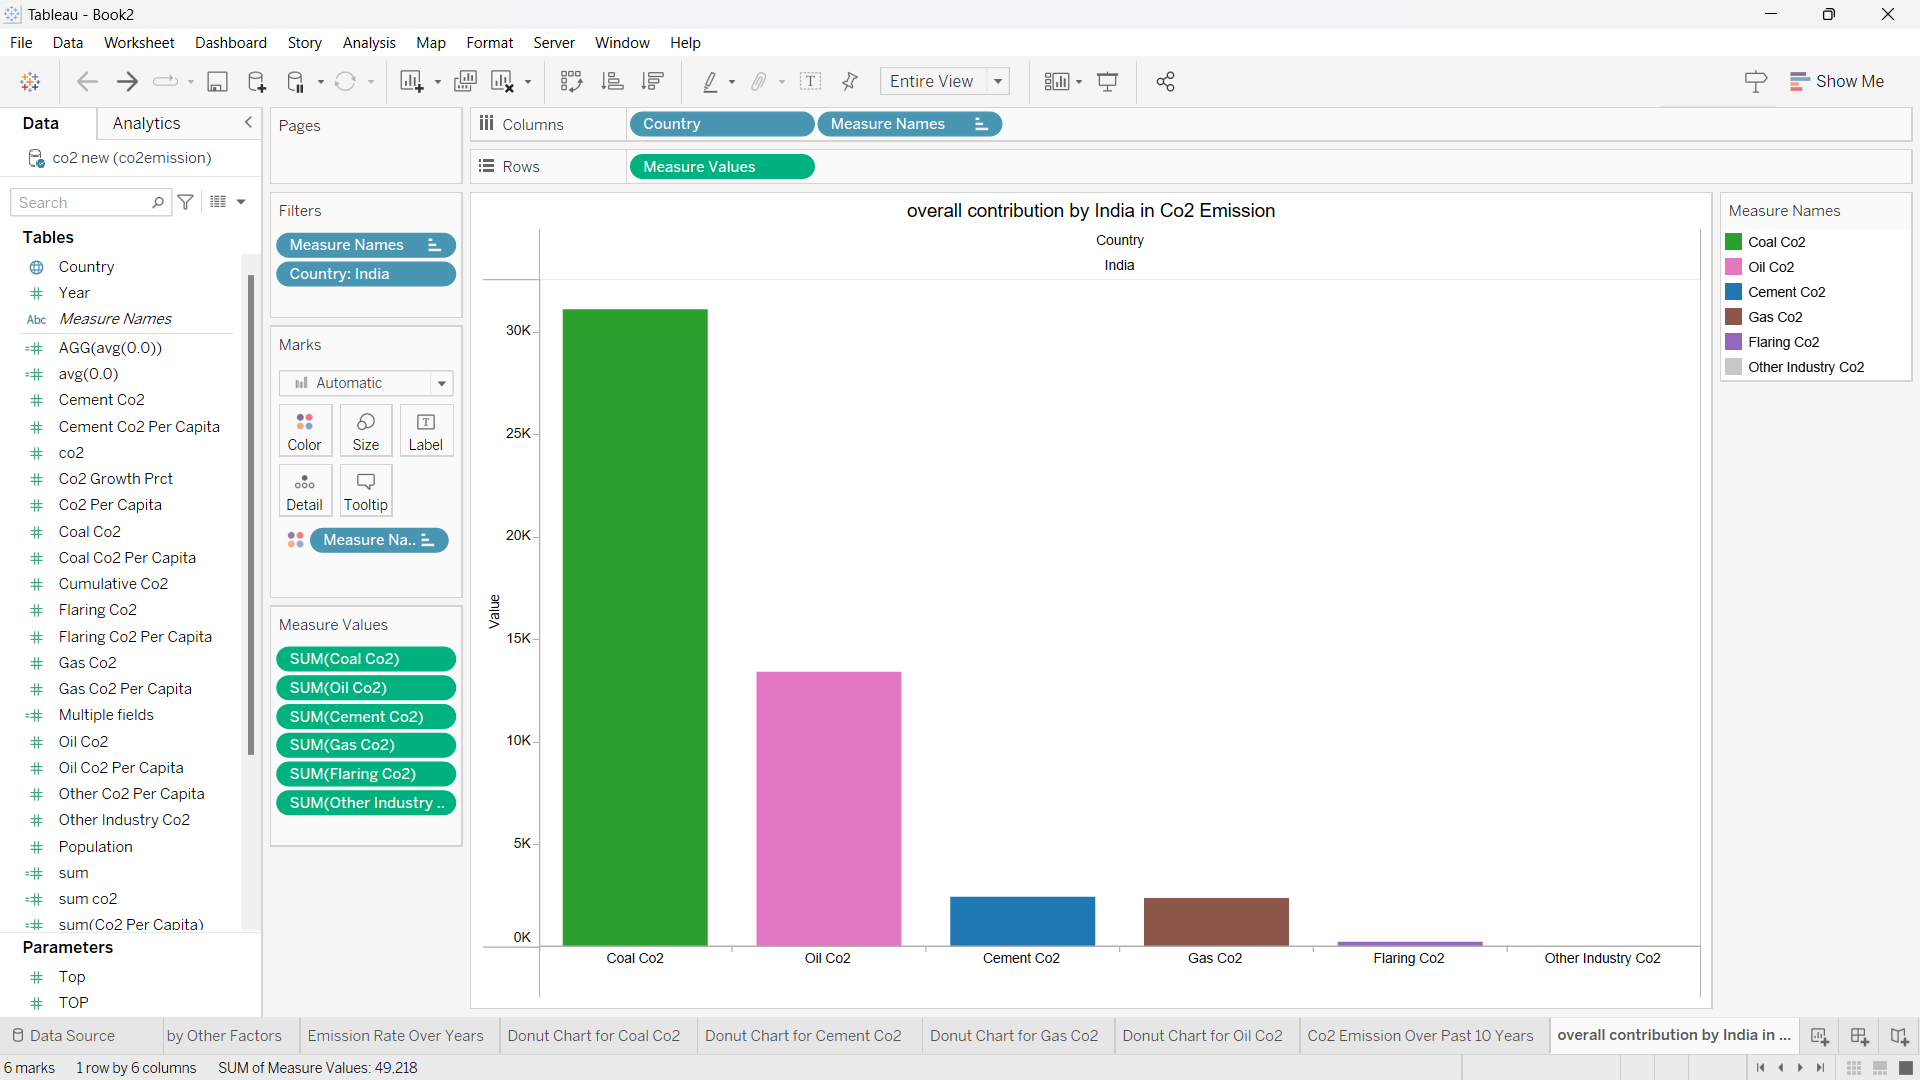 Tableau - Book2
File Data Worksheet Dashboard Story Analysis Map Format Server Window Help
Entire View
Show Me
Data
Analytics
co2 new (co2emission)
Search
Tables
Country
Year
Abc Measure Names
AGG(avg(0.0))
avg(0.0)
Cement Co2
Cement Co2 Per Capita
co2
Co2 Growth Prct
Co2 Per Capita
Coal Co2
Coal Co2 Per Capita
Cumulative Co2
Flaring Co2
Flaring Co2 Per Capita
Gas Co2
Gas Co2 Per Capita
Multiple fields
Oil Co2
Oil Co2 Per Capita
Other Co2 Per Capita
Other Industry Co2
Population
sum
sum co2
sum(Co2 Per Capita)
Parameters
Top
TOP
Pages
Filters
Measure Names
Country: India
Marks
Automatic
Color Size Label
Detail Tooltip
Measure Na..
Measure Values
SUM(Coal Co2)
SUM(Oil Co2)
SUM(Cement Co2)
SUM(Gas Co2)
SUM(Flaring Co2)
SUM(Other Industry ..
Columns Country Measure Names
Rows Measure Values
overall contribution by India in Co2 Emission
Country
India
Value
30K
25K
20K
15K
10K
5K
0K
Coal Co2 Oil Co2 Cement Co2 Gas Co2 Flaring Co2 Other Industry Co2
Measure Names
Coal Co2
Oil Co2
Cement Co2
Gas Co2
Flaring Co2
Other Industry Co2
Data Source by Other Factors Emission Rate Over Years Donut Chart for Coal Co2 Donut Chart for Cement Co2 Donut Chart for Gas Co2 Donut Chart for Oil Co2 Co2 Emission Over Past 10 Years overall contribution by India in ...
6 marks 1 row by 6 columns SUM of Measure Values: 49,218